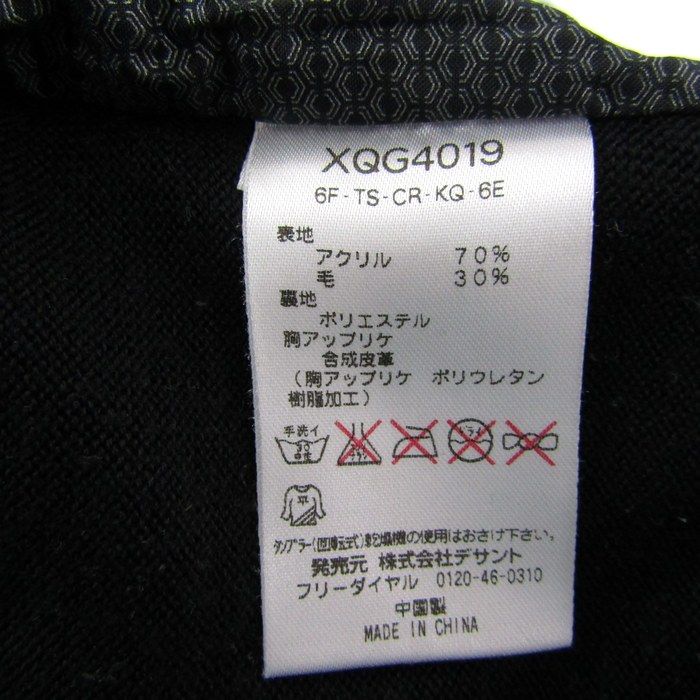 XQG4019
6F-TS-CR-KQ-6E
表地
アクリル 70%
毛 30%
裏地
ポリエステル
胸アップリケ
合成皮革
(胸アップリケ ポリウレタン
樹脂加工)
手洗イ
30
中性
平
タンブラー(回転式)乾燥機の使用はおさけ下さい。
発売元 株式会社デサント
フリーダイヤル 0120-46-0310
中国製
MADE IN CHINA